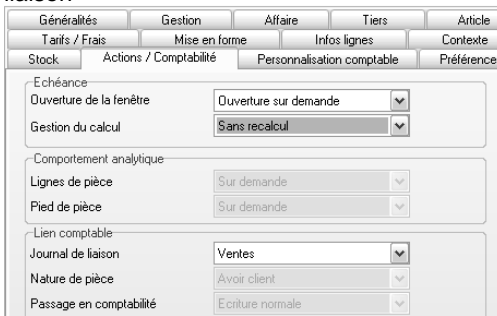 liaison
Généralités Gestion Affaire Tiers Article
Tarifs / Frais Mise en forme Infos lignes Contexte
Stock Actions / Comptabilité Personnalisation comptable Préférence
Echéance
Ouverture de la fenêtre Ouverture sur demande
Gestion du calcul Sans recalcul
Comportement analytique
Lignes de pièce Sur demande
Pied de pièce Sur demande
Lien comptable
Journal de liaison Ventes
Nature de pièce Avoir client
Passage en comptabilité Ecriture normale